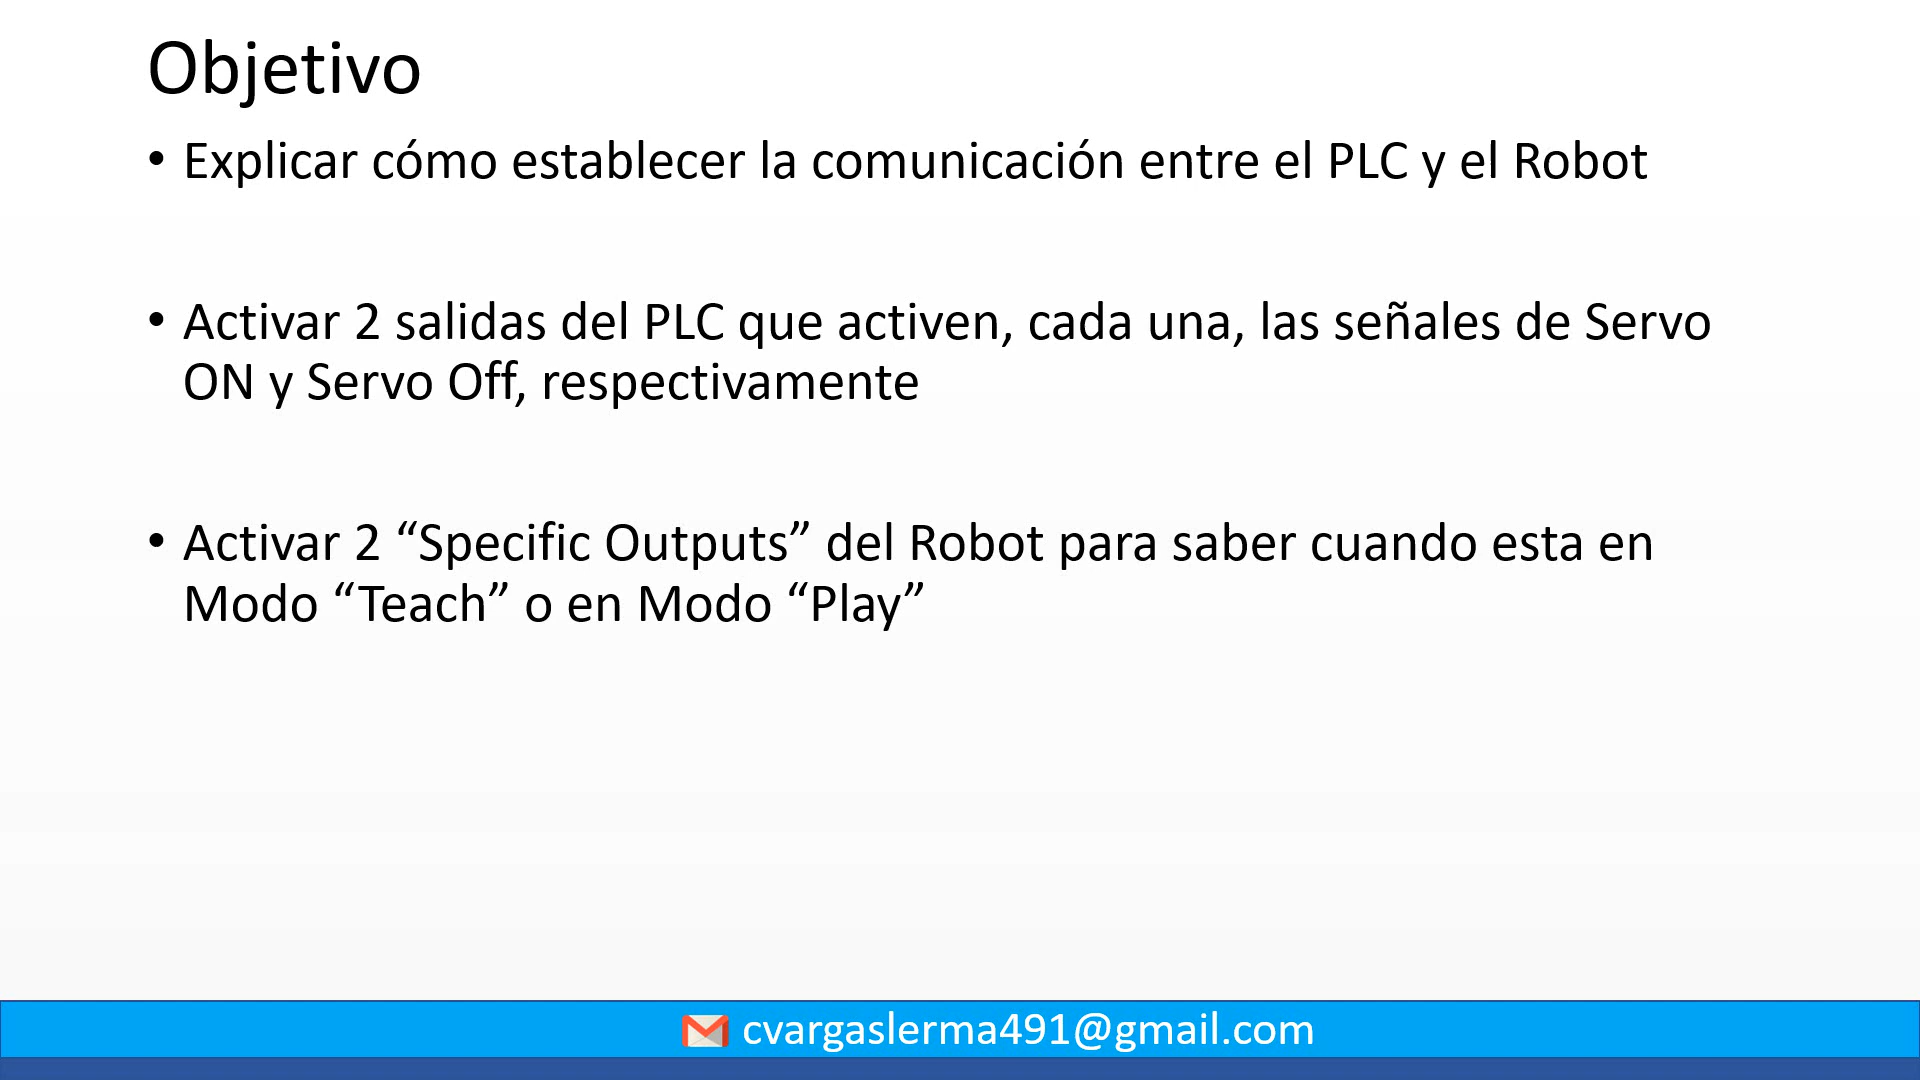 Objetivo
• Explicar cómo establecer la comunicación entre el PLC y el Robot
• Activar 2 salidas del PLC que activen, cada una, las señales de Servo
ON y Servo Off, respectivamente
• Activar 2 “Specific Outputs” del Robot para saber cuando esta en
Modo “Teach” o en Modo “Play”
cvargaslerma491@gmail.com